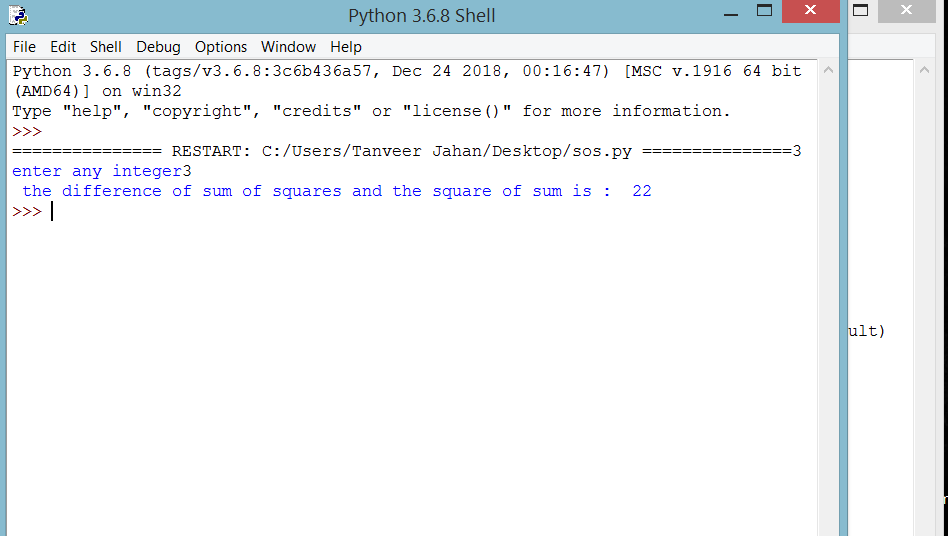 Python 3.6.8 Shell
File Edit Shell Debug Options Window Help
Python 3.6.8 (tags/v3.6.8:3c6b436a57, Dec 24 2018, 00:16:47) [MSC v.1916 64 bit
(AMD64)] on win32
Type "help", "copyright", "credits" or "license()" for more information.
>>>
=============== RESTART: C:/Users/Tanveer Jahan/Desktop/sos.py ===============3
enter any integer3
 the difference of sum of squares and the square of sum is :  22
>>>
ult)